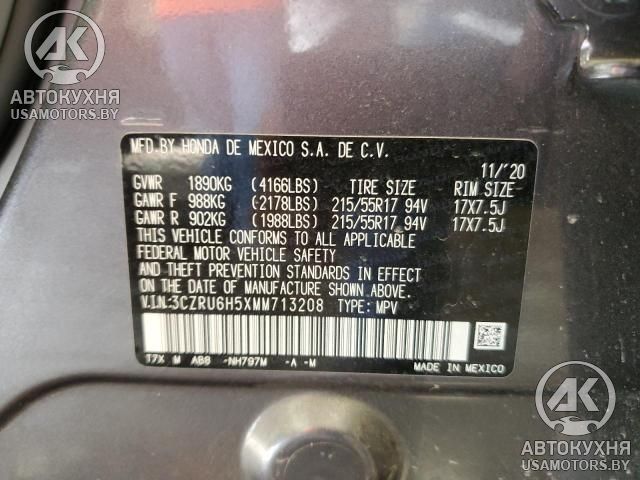 AK
АВТОКУХНЯ
USAMOTORS.BY
MFD.BY HONDA DE MEXICO S.A. DE C.V.
11/'20
GVWR 1890KG (4166LBS) TIRE SIZE RIM SIZE
GAWR F 988KG (2178LBS) 215/55R17 94V 17X7.5J
GAWR R 902KG (1988LBS) 215/55R17 94V 17X7.5J
THIS VEHICLE CONFORMS TO ALL APPLICABLE
FEDERAL MOTOR VEHICLE SAFETY
AND THEFT PREVENTION STANDARDS IN EFFECT
ON THE DATE OF MANUFACTURE SHOWN ABOVE.
V.I.N.:3CZRU6H5XMM713208 TYPE: MPV
T7X M AB8 -NH797M -A -M
MADE IN MEXICO
AK
АВТОКУХНЯ
USAMOTORS.BY